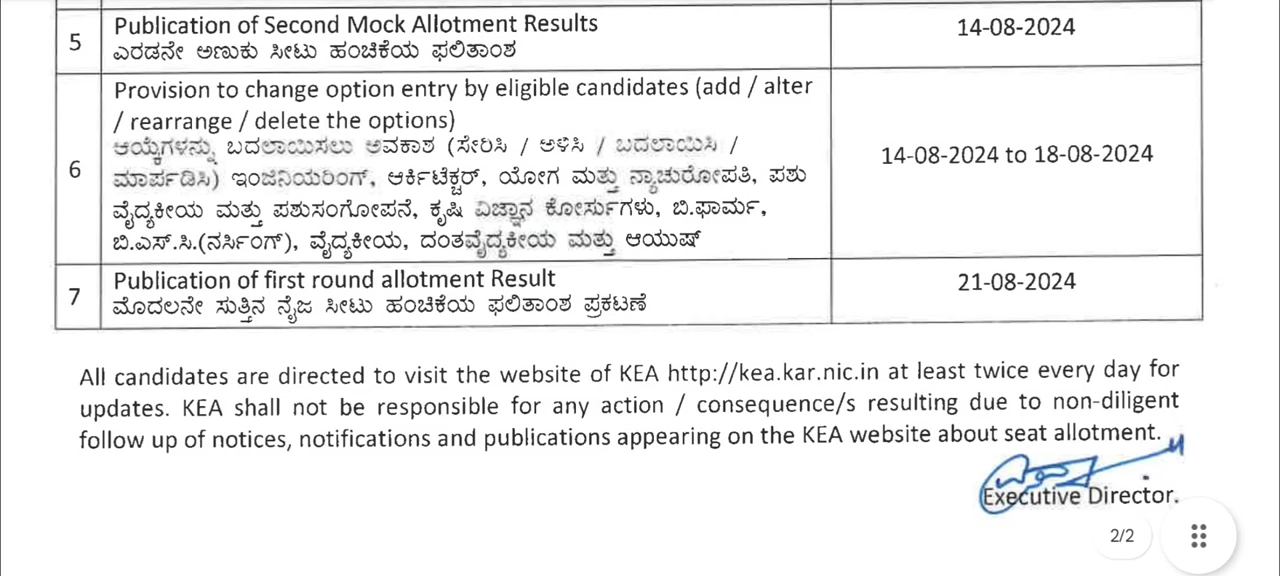 5
Publication of Second Mock Allotment Results
ಎರಡನೇ ಅಣುಕು ಸೀಟು ಹಂಚಿಕೆಯ ಫಲಿತಾಂಶ
14-08-2024
6
Provision to change option entry by eligible candidates (add / alter
/ rearrange / delete the options)
ಆಯ್ಕೆಗಳನ್ನು ಬದಲಾಯಿಸಲು ಅವಕಾಶ (ಸೇರಿಸಿ / ಅಳಿಸಿ / ಬದಲಾಯಿಸಿ /
ಮಾರ್ಪಡಿಸಿ) ಇಂಜಿನಿಯರಿಂಗ್, ಆರ್ಕಿಟೆಕ್ಚರ್, ಯೋಗ ಮತ್ತು ನ್ಯಾಚುರೋಪತಿ, ಪಶು
ವೈದ್ಯಕೀಯ ಮತ್ತು ಪಶುಸಂಗೋಪನೆ, ಕೃಷಿ ವಿಜ್ಞಾನ ಕೋರ್ಸುಗಳು, ಬಿ.ಫಾರ್ಮ,
ಬಿ.ಎಸ್.ಸಿ.(ನರ್ಸಿಂಗ್), ವೈದ್ಯಕೀಯ, ದಂತವೈದ್ಯಕೀಯ ಮತ್ತು ಆಯುಷ್
14-08-2024 to 18-08-2024
7
Publication of first round allotment Result
ಮೊದಲನೇ ಸುತ್ತಿನ ನೈಜ ಸೀಟು ಹಂಚಿಕೆಯ ಫಲಿತಾಂಶ ಪ್ರಕಟಣೆ
21-08-2024
All candidates are directed to visit the website of KEA http://kea.kar.nic.in at least twice every day for
updates. KEA shall not be responsible for any action / consequence/s resulting due to non-diligent
follow up of notices, notifications and publications appearing on the KEA website about seat allotment.
Executive Director.
2/2